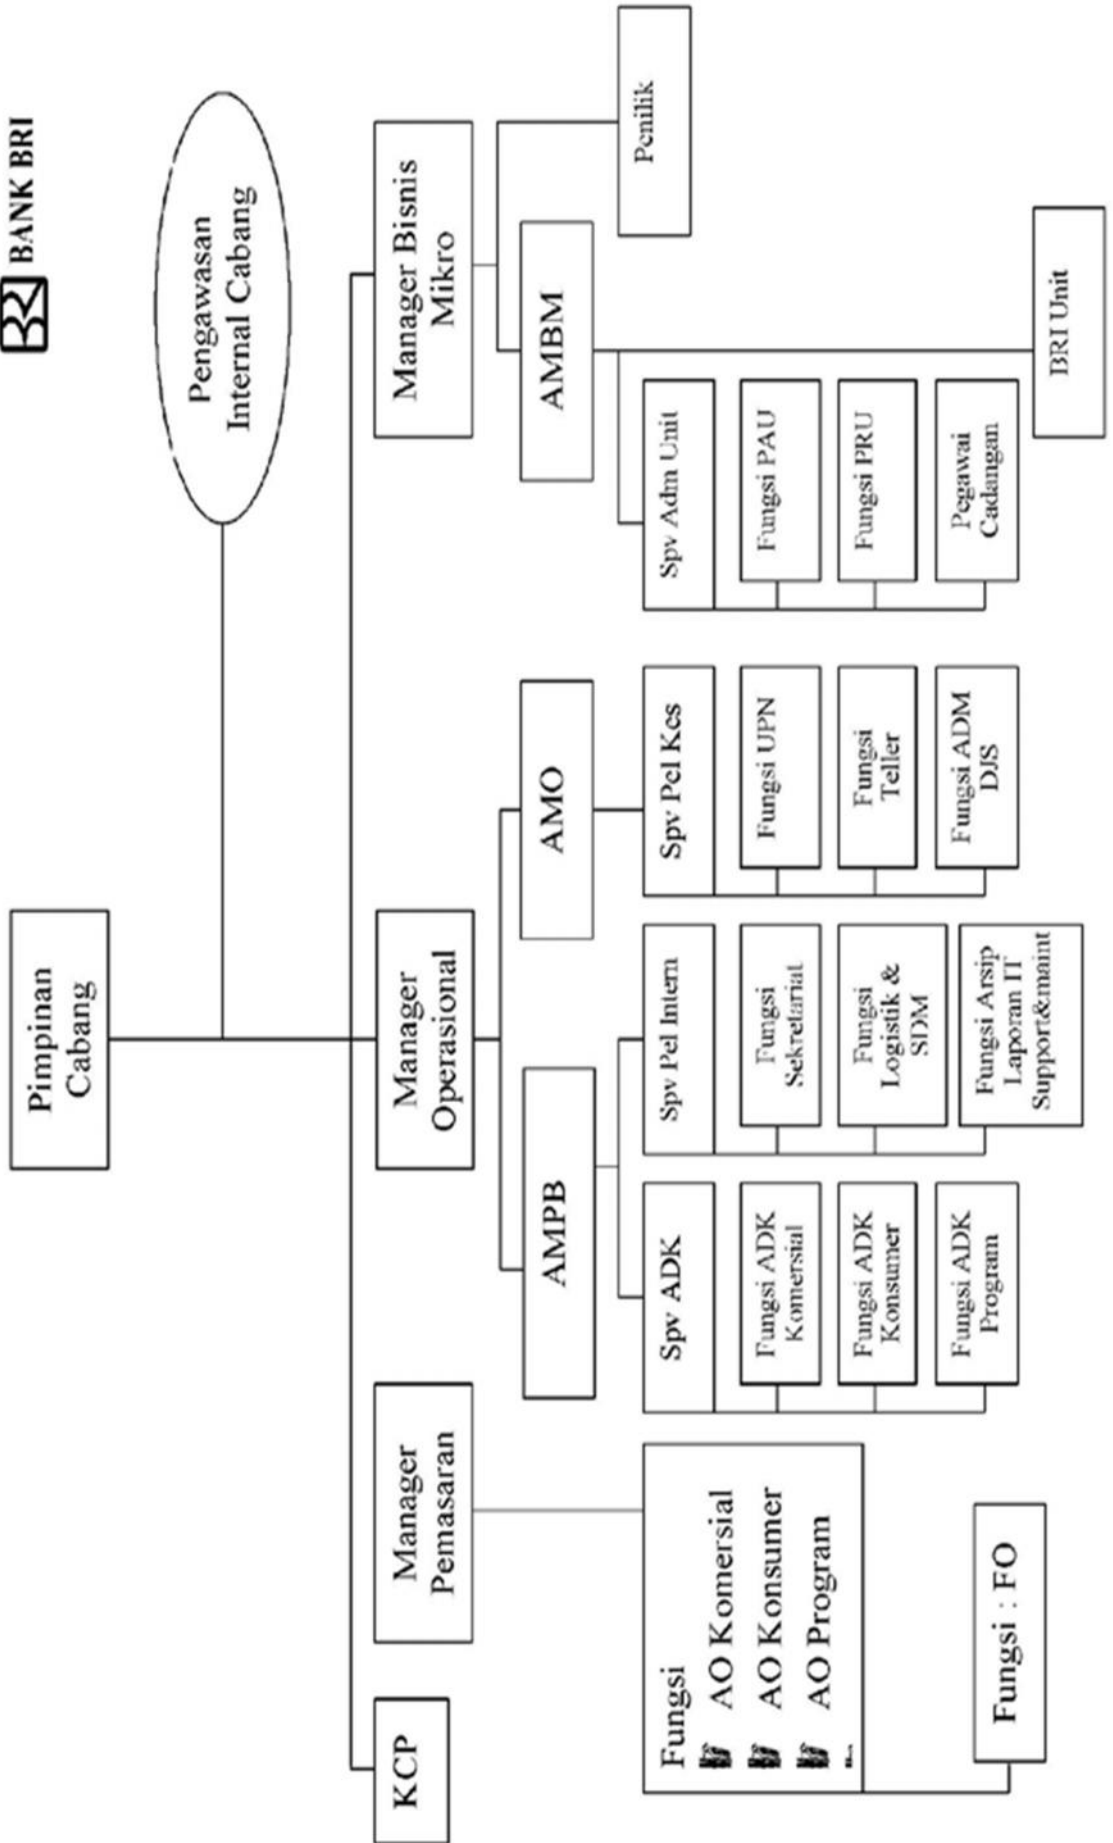 BRI BANK BRI
Pimpinan
Cabang
Pengawasan
Internal Cabang
KCP
Manager
Pemasaran
Manager
Operasional
Manager Bisnis
Mikro
AMPB
AMO
AMBM
Penilik
Fungsi
AO Komersial
AO Konsumer
AO Program
Fungsi : FO
Spv ADK
Fungsi ADK
Komersial
Fungsi ADK
Konsumer
Fungsi ADK
Program
Spv Pel Intern
Fungsi
Sekretariat
Fungsi
Logistik &
SDM
Fungsi Arsip
Laporan IT
Support&maint
Spv Pel Kes
Fungsi UPN
Fungsi
Teller
Fungsi ADM
DJS
Spv Adm Unit
Fungsi PAU
Fungsi PRU
Pegawai
Cadangan
BRI Unit